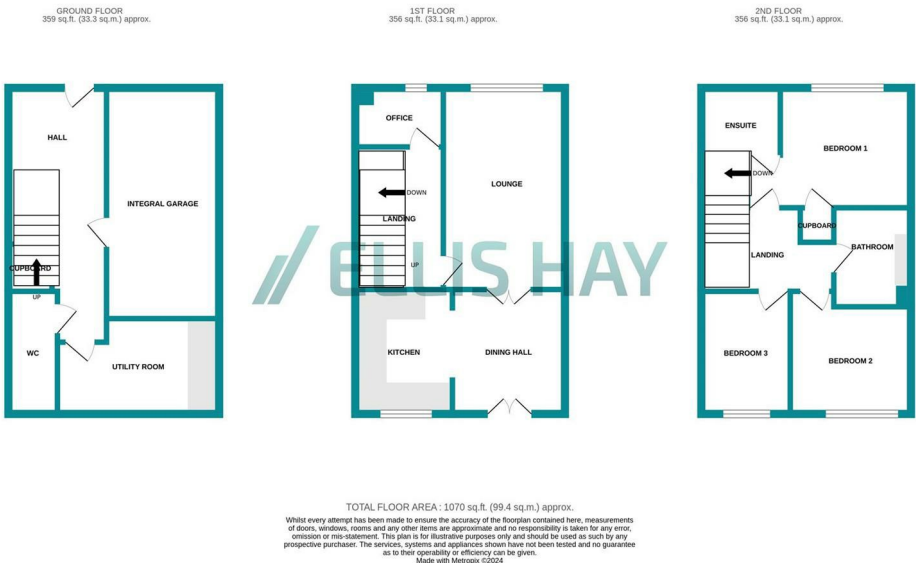 GROUND FLOOR
359 sq.ft. (33.3 sq.m.) approx.
1ST FLOOR
356 sq.ft. (33.1 sq.m.) approx.
2ND FLOOR
356 sq.ft. (33.1 sq.m.) approx.
HALL
INTEGRAL GARAGE
CUPBOARD
UP
WC
UTILITY ROOM
OFFICE
LOUNGE
DOWN
LANDING
UP
KITCHEN
DINING HALL
ENSUITE
BEDROOM 1
DOWN
CUPBOARD
BATHROOM
LANDING
BEDROOM 3
BEDROOM 2
ELLIS HAY
TOTAL FLOOR AREA : 1070 sq.ft. (99.4 sq.m.) approx.
Whilst every attempt has been made to ensure the accuracy of the floorplan contained here, measurements
of doors, windows, rooms and any other items are approximate and no responsibility is taken for any error,
omission or mis-statement. This plan is for illustrative purposes only and should be used as such by any
prospective purchaser. The services, systems and appliances shown have not been tested and no guarantee
as to their operability or efficiency can be given.
Made with Metropix ©2024